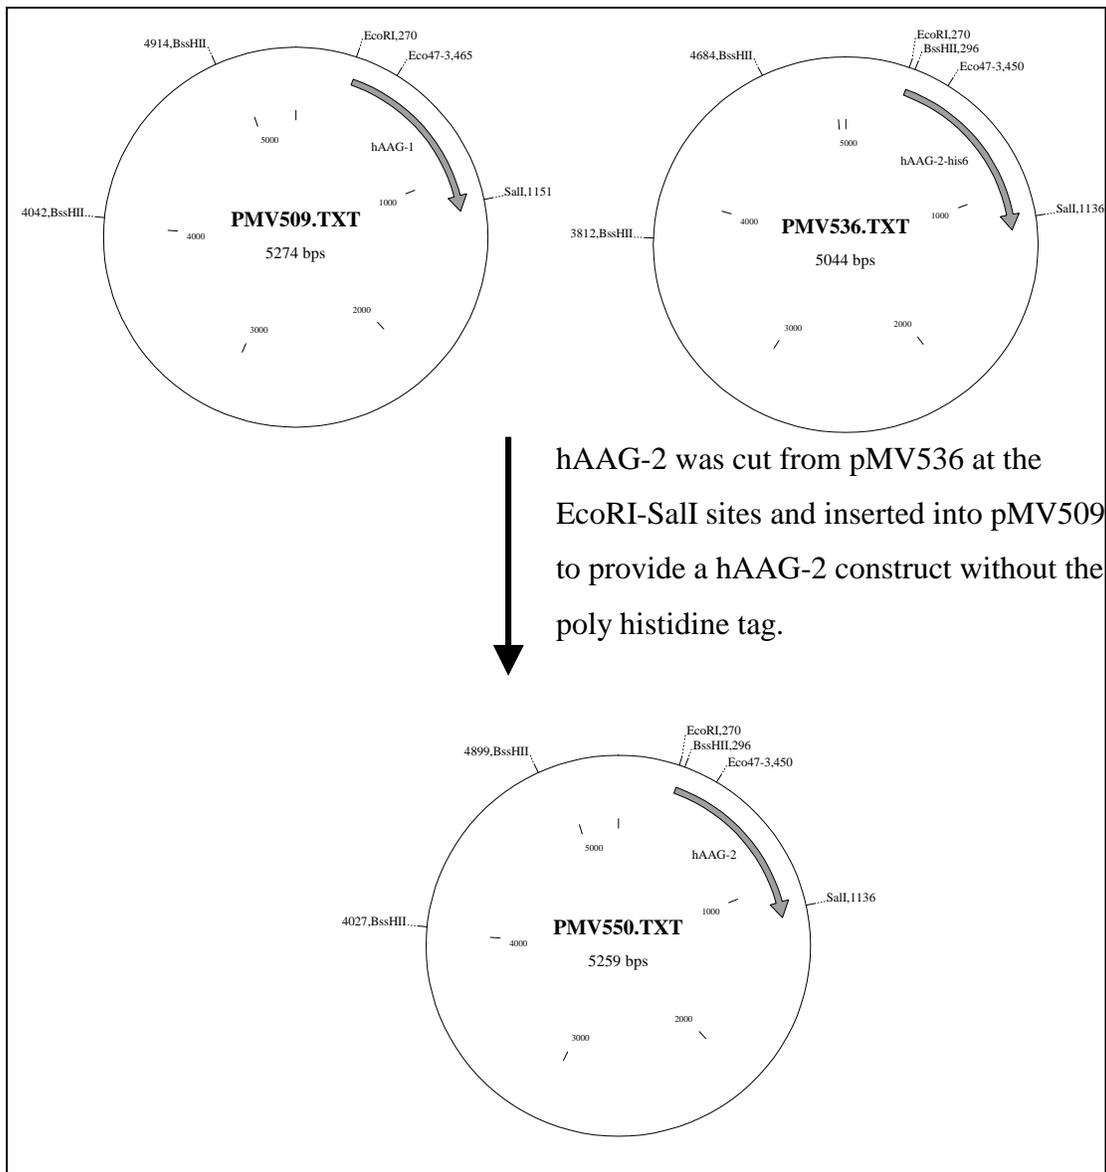 4914,BssHII
EcoRI,270
Eco47-3,465
5000
hAAG-1
1000
SalI,1151
4042,BssHII
4000
PMV509.TXT
5274 bps
2000
3000
4684,BssHII
EcoRI,270
BssHII,296
Eco47-3,450
5000
hAAG-2-his6
1000
SalI,1136
4000
3812,BssHII
PMV536.TXT
5044 bps
2000
3000
hAAG-2 was cut from pMV536 at the
EcoRI-SalI sites and inserted into pMV509
to provide a hAAG-2 construct without the
poly histidine tag.
4899,BssHII
EcoRI,270
BssHII,296
Eco47-3,450
5000
hAAG-2
1000
SalI,1136
4027,BssHII
4000
PMV550.TXT
5259 bps
2000
3000